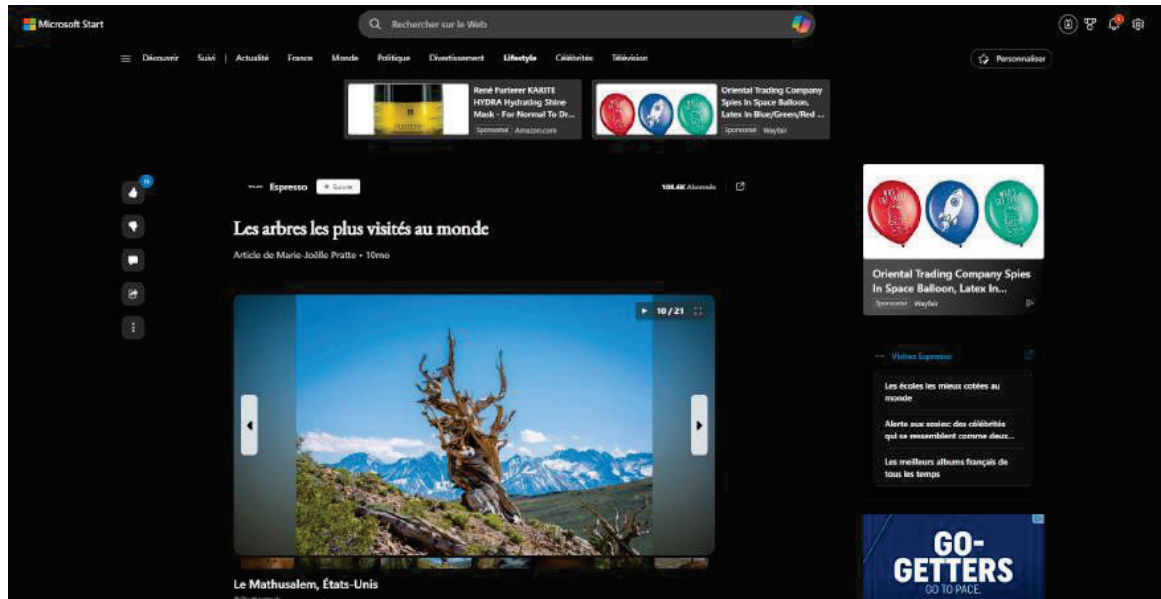 Microsoft Start
Rechercher sur le Web
Découvrir Suivi | Actualité France Monde Politique Divertissement Lifestyle Célébrités Télévision
Personnaliser
René Furterer KARITE
HYDRA Hydrating Shine
Mask - For Normal To Dr...
Sponsorisé Amazon.com
Oriental Trading Company
Spies In Space Balloon,
Latex In Blue/Green/Red ...
Sponsorisé Wayfair
Espresso + Suivre
108.6K Abonnés
Les arbres les plus visités au monde
Article de Marie-Joëlle Pratte • 10mo
10/21
Le Mathusalem, États-Unis
Oriental Trading Company Spies
In Space Balloon, Latex In...
Sponsorisé Wayfair
Visitez Espresso
Les écoles les mieux cotées au
monde
Alerte aux sosies: des célébrités
qui se ressemblent comme deux...
Les meilleurs albums français de
tous les temps
GO-
GETTERS
GO TO PACE.